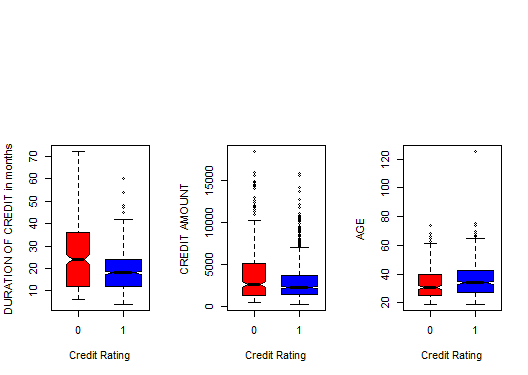 DURATION OF CREDIT in months
10 20 30 40 50 60 70
0 1
Credit Rating
CREDIT AMOUNT
0 5000 10000 15000
0 1
Credit Rating
AGE
20 40 60 80 100 120
0 1
Credit Rating